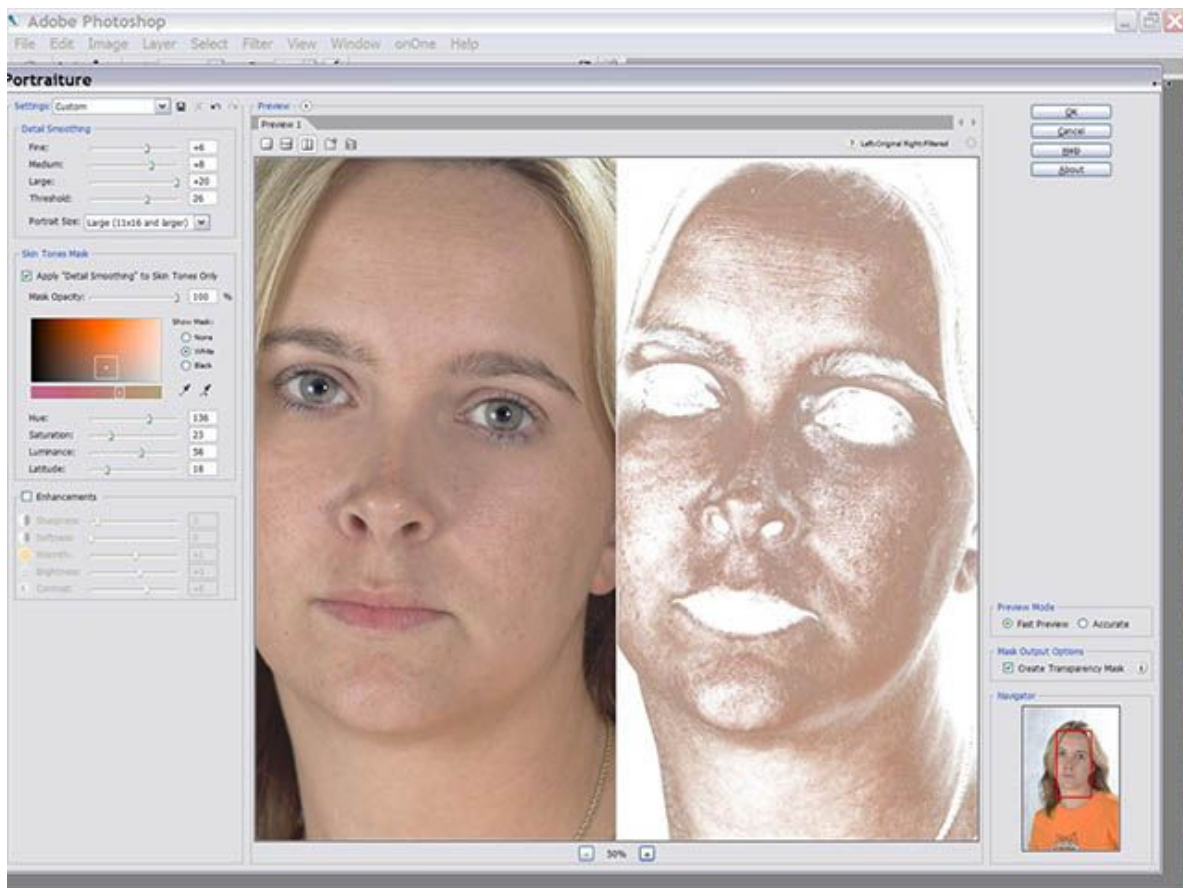 Adobe Photoshop
File Edit Image Layer Select Filter View Window onOne Help
Portraiture
Settings: Custom
Detail Smoothing
Fine: +6
Medium: +8
Large: +20
Threshold: 26
Portrait Size: Large (11x16 and larger)
Skin Tones Mask
Apply "Detail Smoothing" to Skin Tones Only
Mask Opacity: 100 %
Show Mask:
None
White
Black
Hue: 136
Saturation: 23
Luminance: 56
Latitude: 18
Enhancements
Sharpness:
Softness:
Warmth:
Brightness:
Contrast:
Preview
Preview 1
? Left:Original Right:Filtered
50%
OK
Cancel
Help
About
Preview Mode
Fast Preview Accurate
Mask Output Options
Create Transparency Mask
Navigator